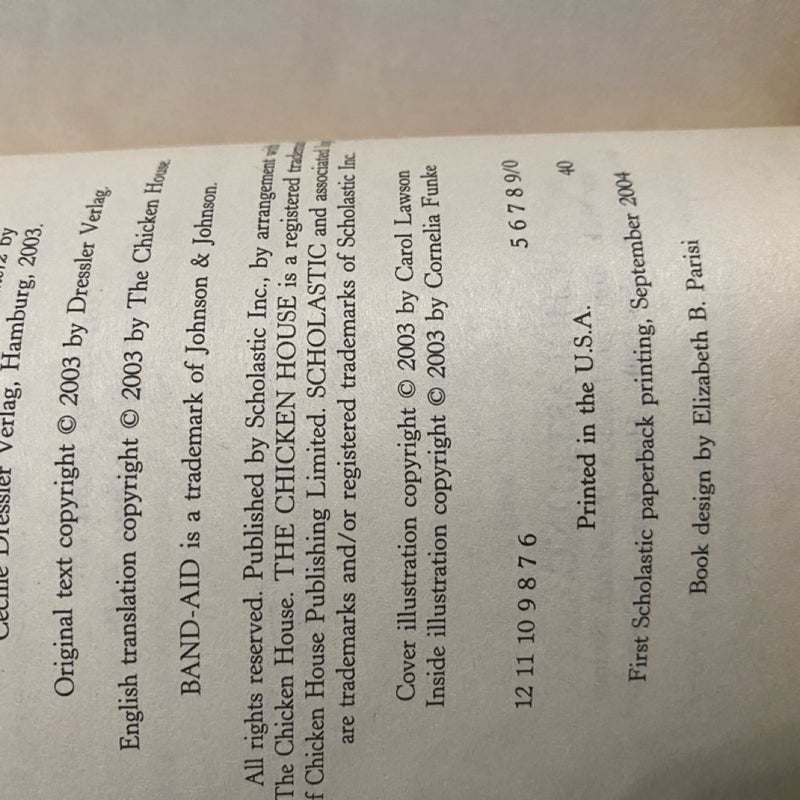 by
Verlag, Hamburg, 2003.
Original text copyright © 2003 by Dressler Verlag.
English translation copyright © 2003 by The Chicken House.
BAND-AID is a trademark of Johnson & Johnson.
All rights reserved. Published by Scholastic Inc., by arrangement
The Chicken House. THE CHICKEN HOUSE is a registered
f Chicken House Publishing Limited. SCHOLASTIC and associated
are trademarks and/or registered trademarks of Scholastic Inc.
Cover illustration copyright © 2003 by Carol Lawson
Inside illustration copyright © 2003 by Cornelia Funke
12 11 10 9 8 7 6 5 6 7 8 9/0
40
Printed in the U.S.A.
First Scholastic paperback printing, September 2004
Book design by Elizabeth B. Parisi